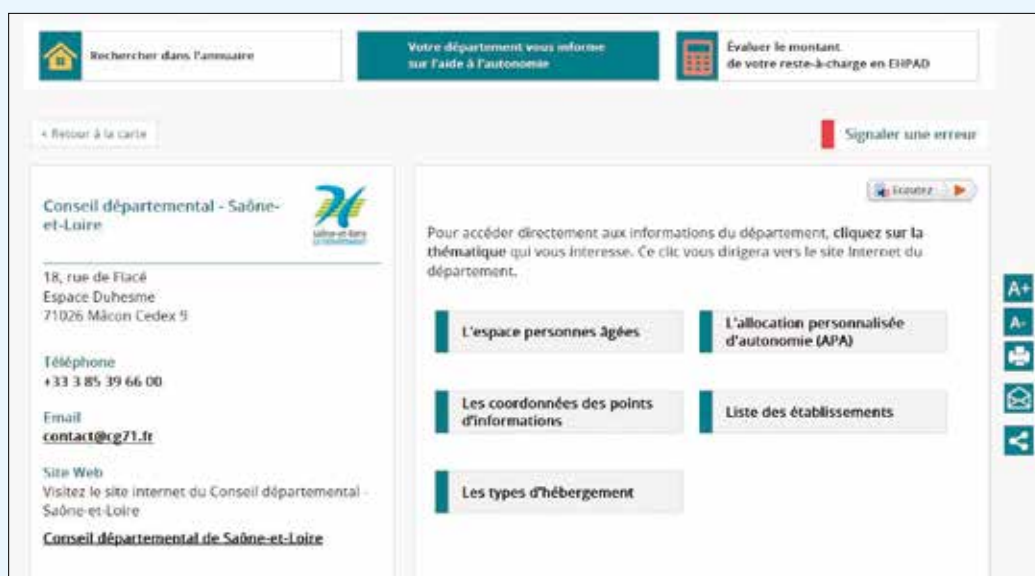 Rechercher dans l'annuaire
Votre département vous informe
sur l'aide à l'autonomie
Évaluer le montant
de votre reste-à-charge en EHPAD
< Retour à la carte
Signaler une erreur
Conseil départemental - Saône-
et-Loire
18, rue de Flacé
Espace Duhesme
71026 Mâcon Cedex 9
Téléphone
+33 3 85 39 66 00
Email
contact@cg71.fr
Site Web
Visitez le site internet du Conseil départemental -
Saône-et-Loire
Conseil départemental de Saône-et-Loire
Ecoutez
Pour accéder directement aux informations du département, cliquez sur la
thématique qui vous interesse. Ce clic vous dirigera vers le site Internet du
département.
L'espace personnes âgées
L'allocation personnalisée
d'autonomie (APA)
Les coordonnées des points
d'informations
Liste des établissements
Les types d'hébergement
A+
A-